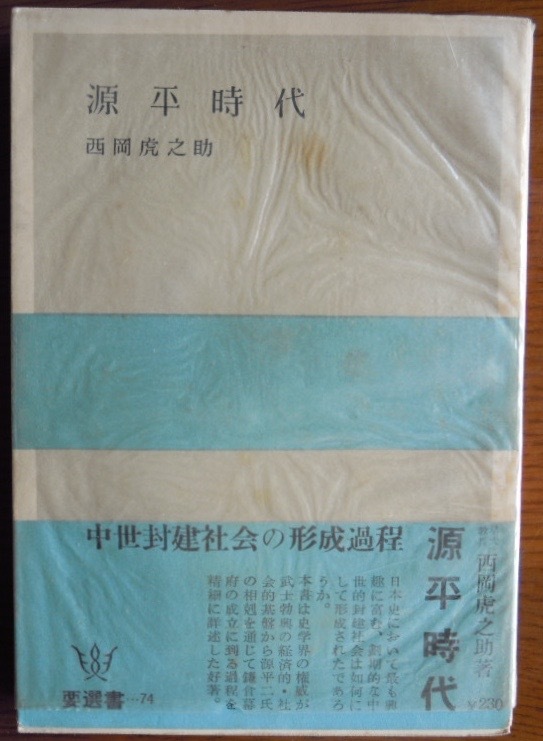 源平時代
西岡虎之助
中世封建社会の形成過程
西岡虎之助著
源平時代
¥230
日本史において最も興
趣に富む、劃期的な中
世的封建社会は如何に
して形成されたであろ
うか。
本書は史学界の権威が
武士勃興の経済的・社
会的基盤から源平二氏
の相剋を通じて鎌倉幕
府の成立に到る過程を
精細に詳述した好著。
要選書…74